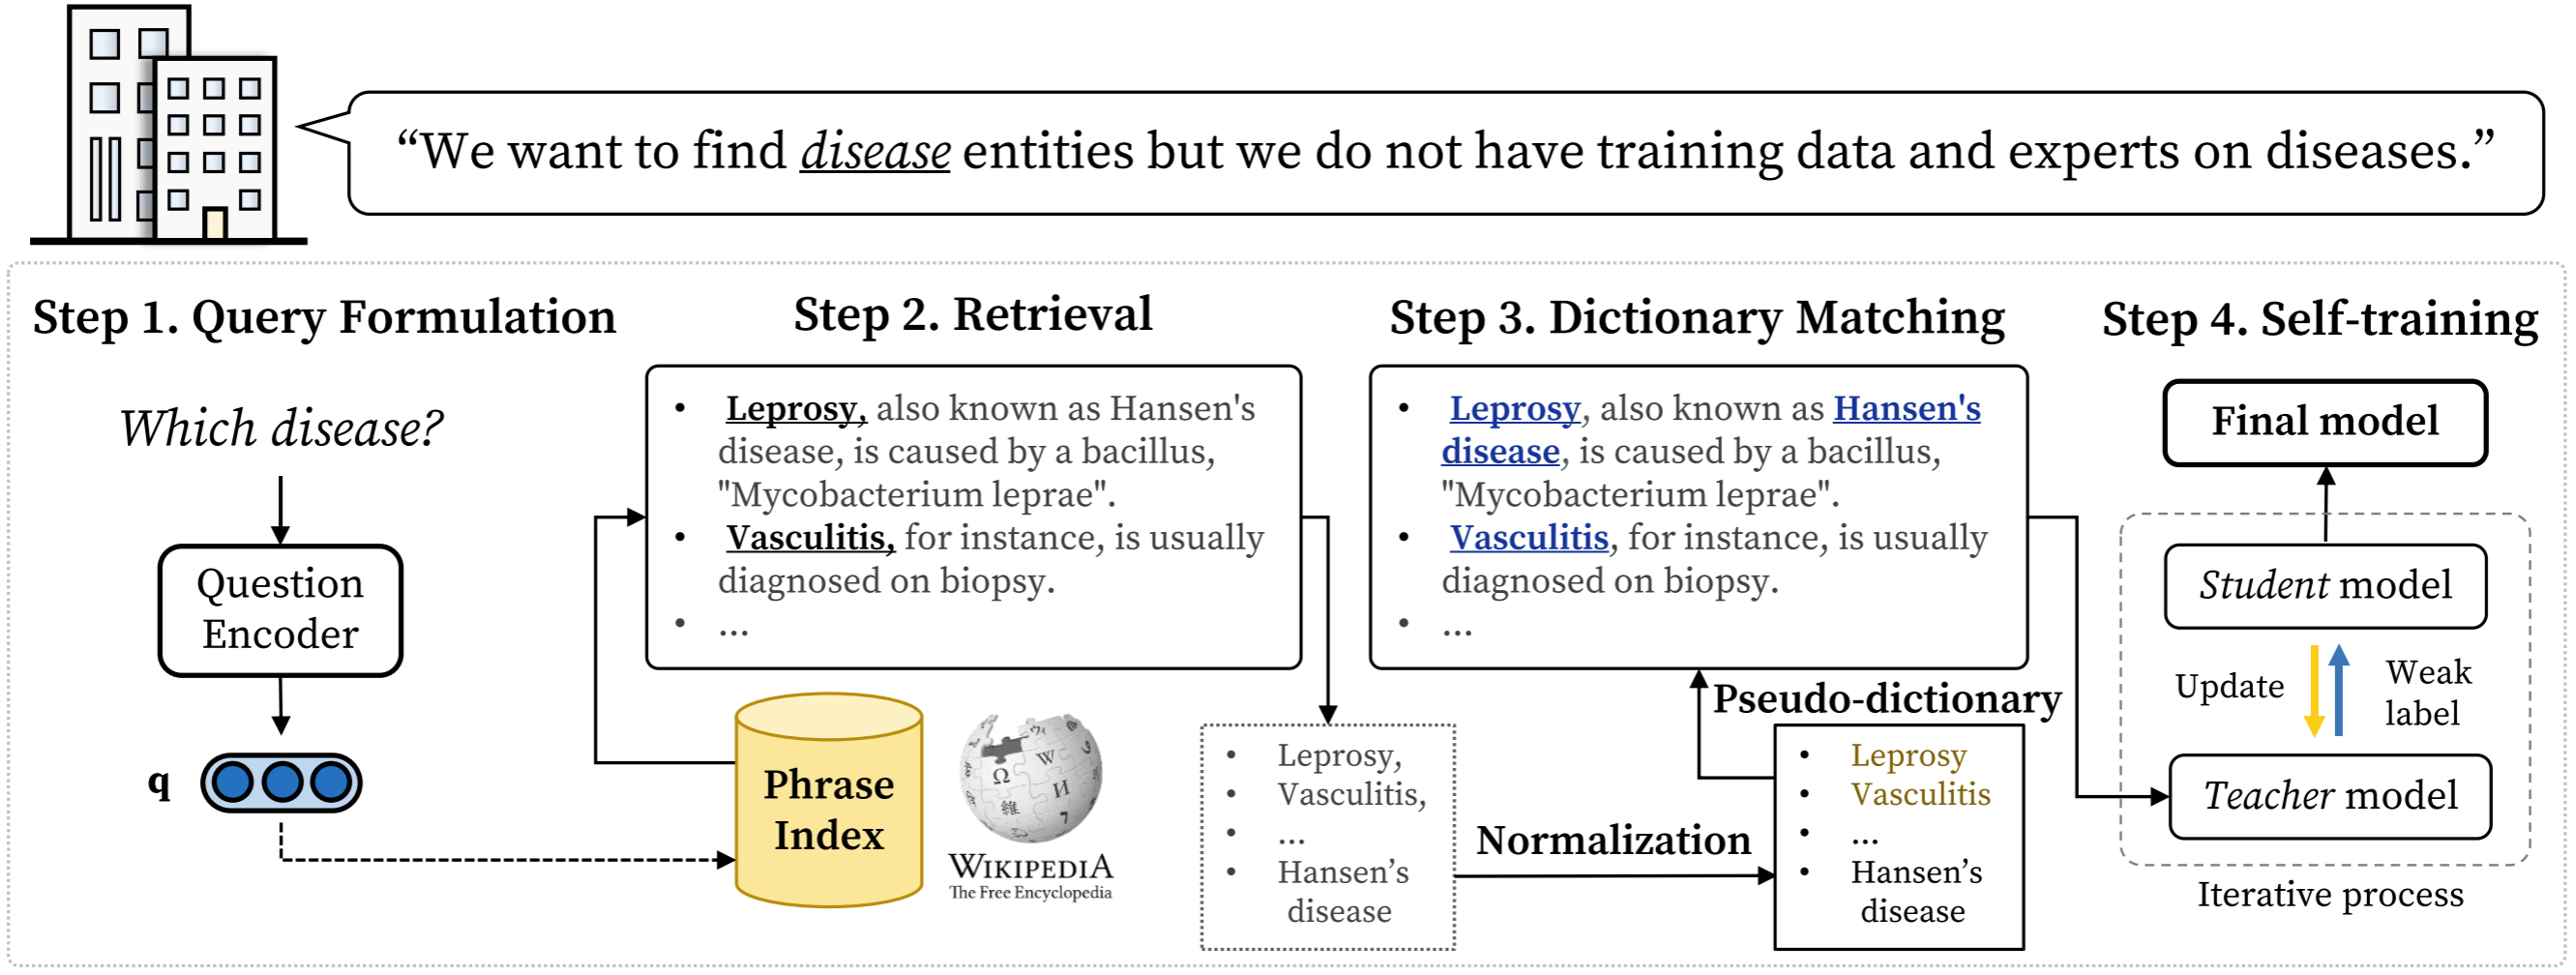 “We want to find disease entities but we do not have training data and experts on diseases.”
Step 1. Query Formulation
Which disease?
Question
Encoder
q
Step 2. Retrieval
• Leprosy, also known as Hansen's
disease, is caused by a bacillus,
"Mycobacterium leprae".
• Vasculitis, for instance, is usually
diagnosed on biopsy.
• ...
Phrase
Index
WIKIPEDIA
The Free Encyclopedia
• Leprosy,
• Vasculitis,
• ...
• Hansen’s
disease
Normalization
Step 3. Dictionary Matching
• Leprosy, also known as Hansen's
disease, is caused by a bacillus,
"Mycobacterium leprae".
• Vasculitis, for instance, is usually
diagnosed on biopsy.
• ...
Pseudo-dictionary
• Leprosy
• Vasculitis
• ...
• Hansen’s
disease
Step 4. Self-training
Final model
Student model
Update
Weak
label
Teacher model
Iterative process